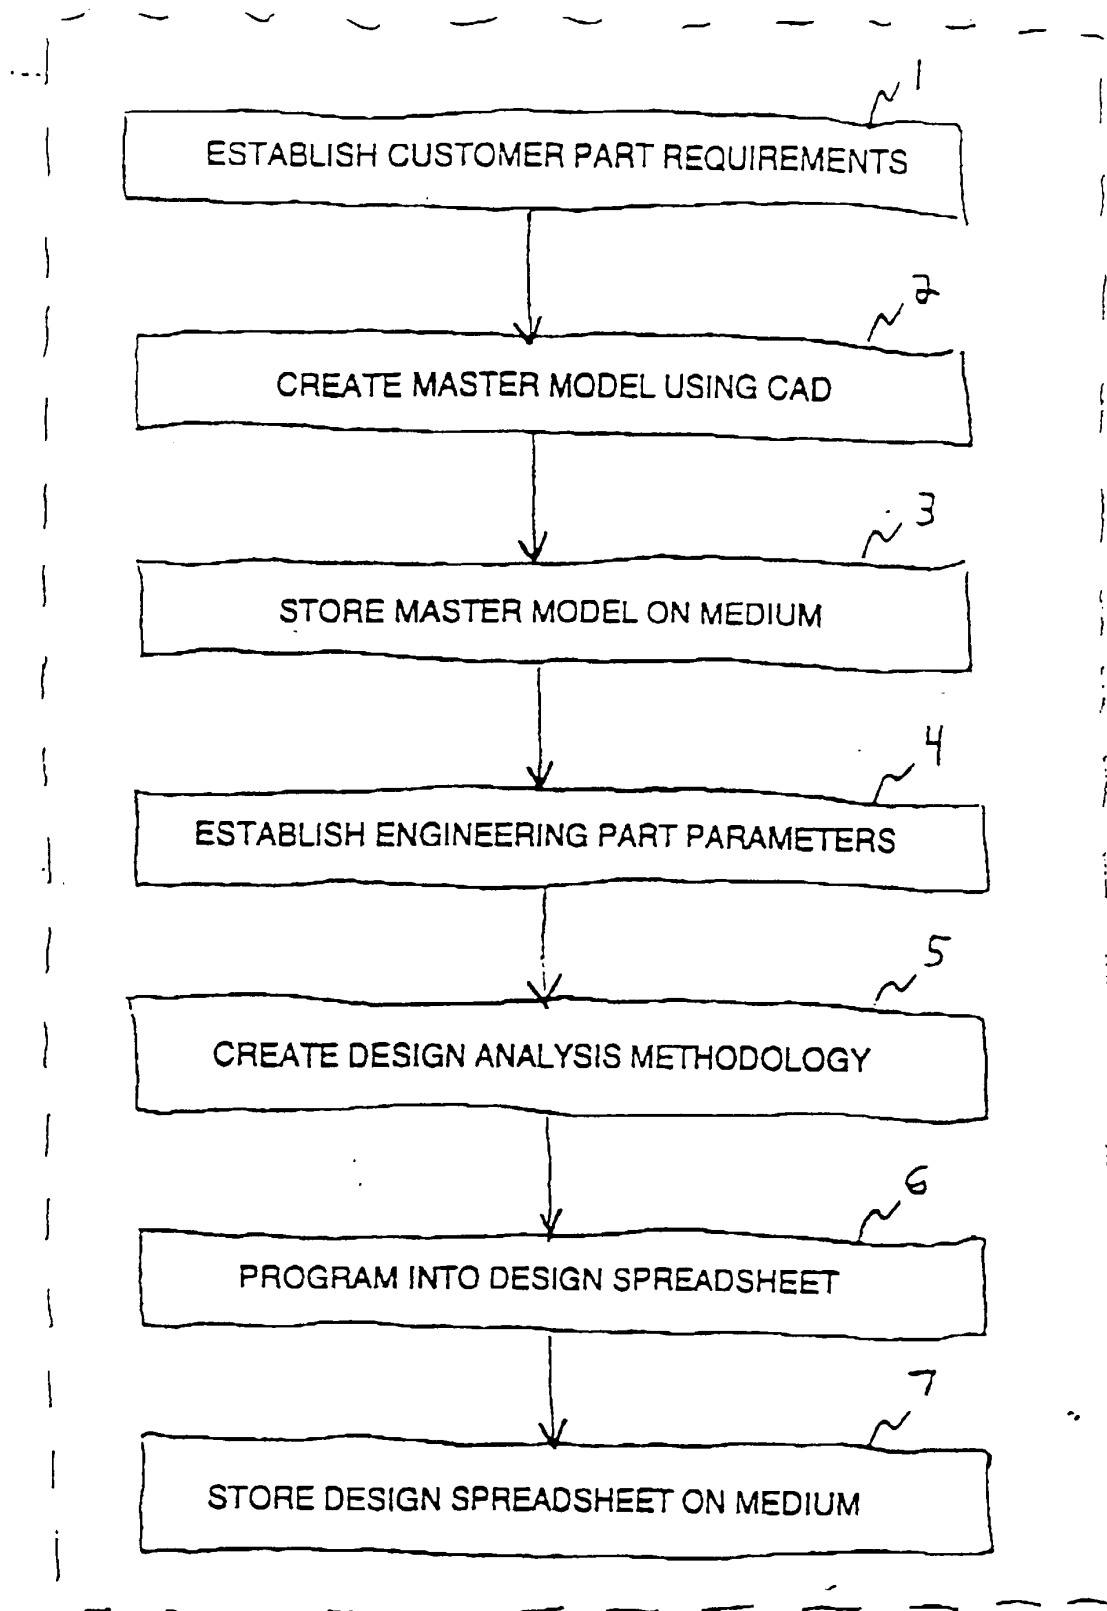 1
ESTABLISH CUSTOMER PART REQUIREMENTS
2
CREATE MASTER MODEL USING CAD
3
STORE MASTER MODEL ON MEDIUM
4
ESTABLISH ENGINEERING PART PARAMETERS
5
CREATE DESIGN ANALYSIS METHODOLOGY
6
PROGRAM INTO DESIGN SPREADSHEET
7
STORE DESIGN SPREADSHEET ON MEDIUM